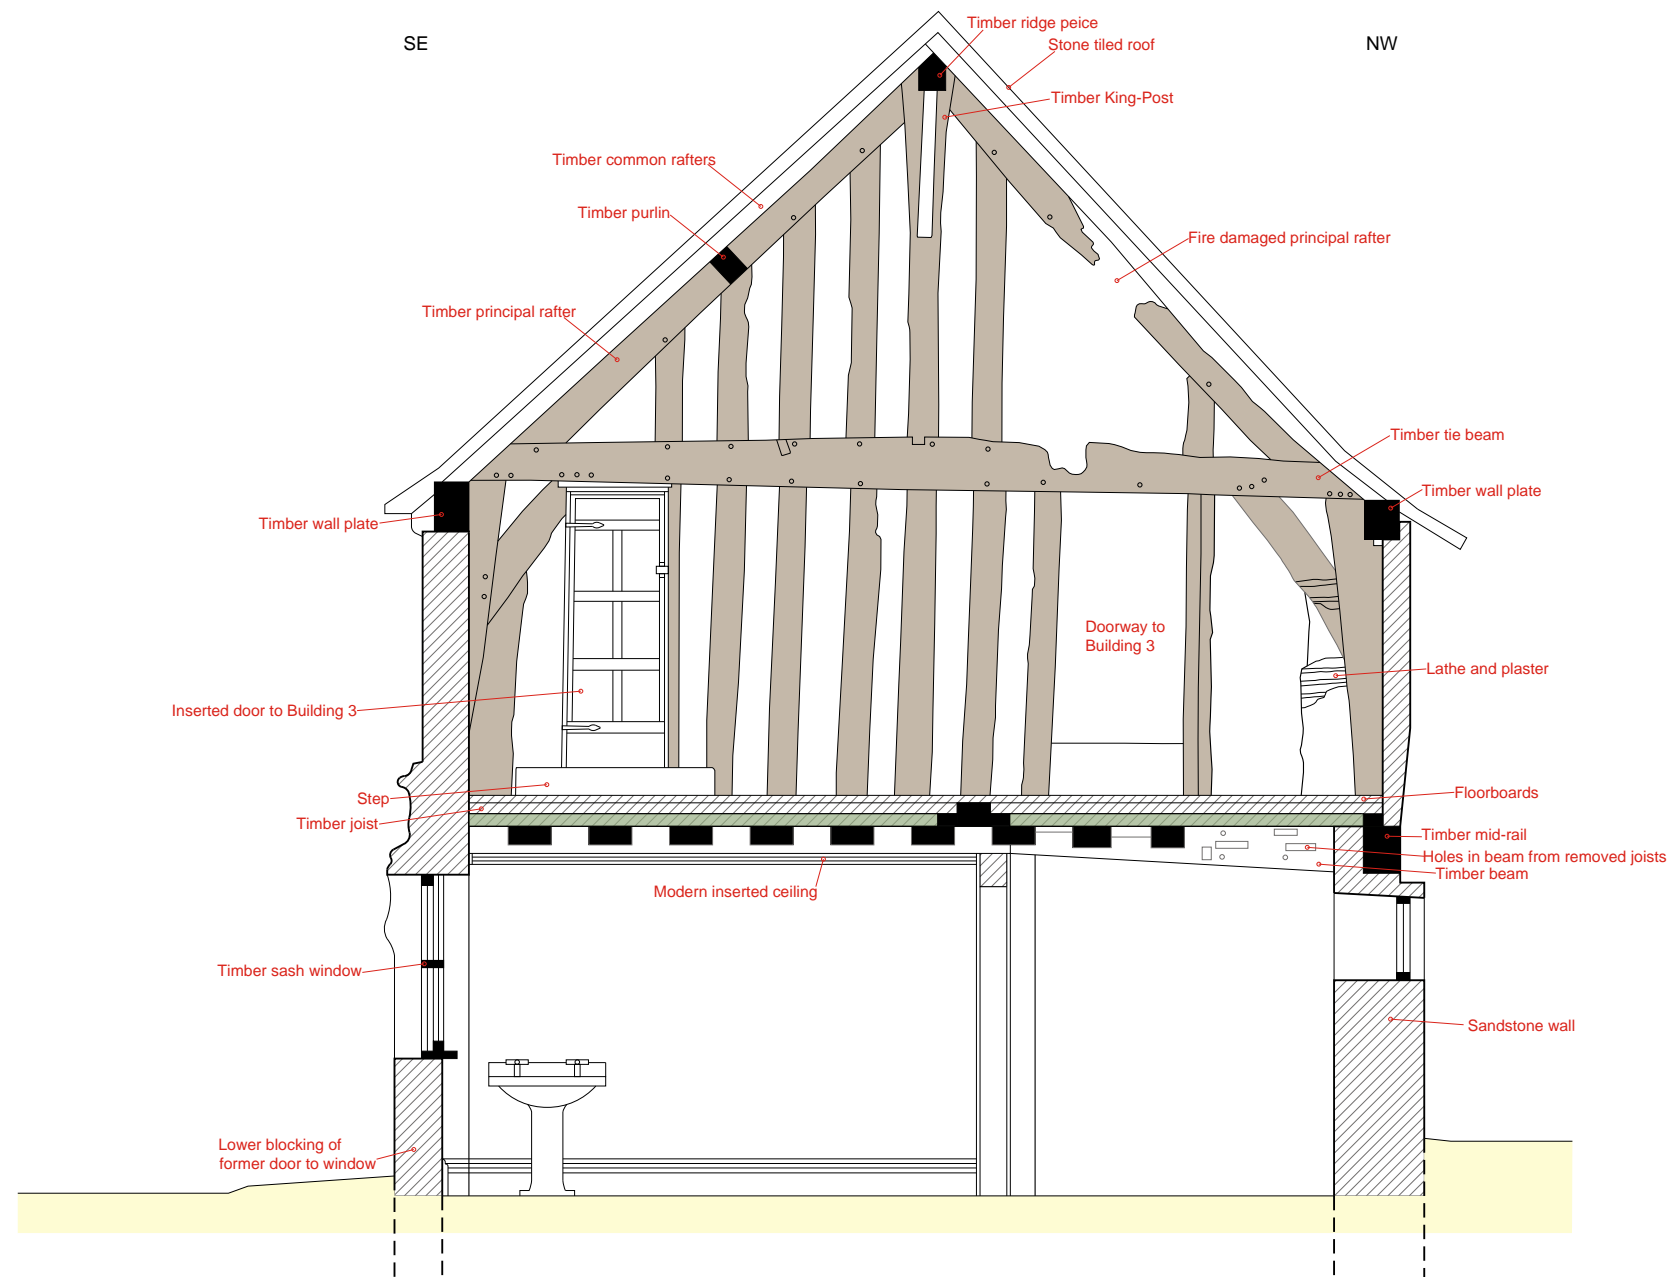 SE
NW
Timber ridge peice
Stone tiled roof
Timber King-Post
Timber common rafters
Timber purlin
Fire damaged principal rafter
Timber principal rafter
Timber tie beam
Timber wall plate
Timber wall plate
Doorway to
Building 3
Lathe and plaster
Inserted door to Building 3
Step
Floorboards
Timber joist
Timber mid-rail
Holes in beam from removed joists
Timber beam
Modern inserted ceiling
Timber sash window
Sandstone wall
Lower blocking of
former door to window